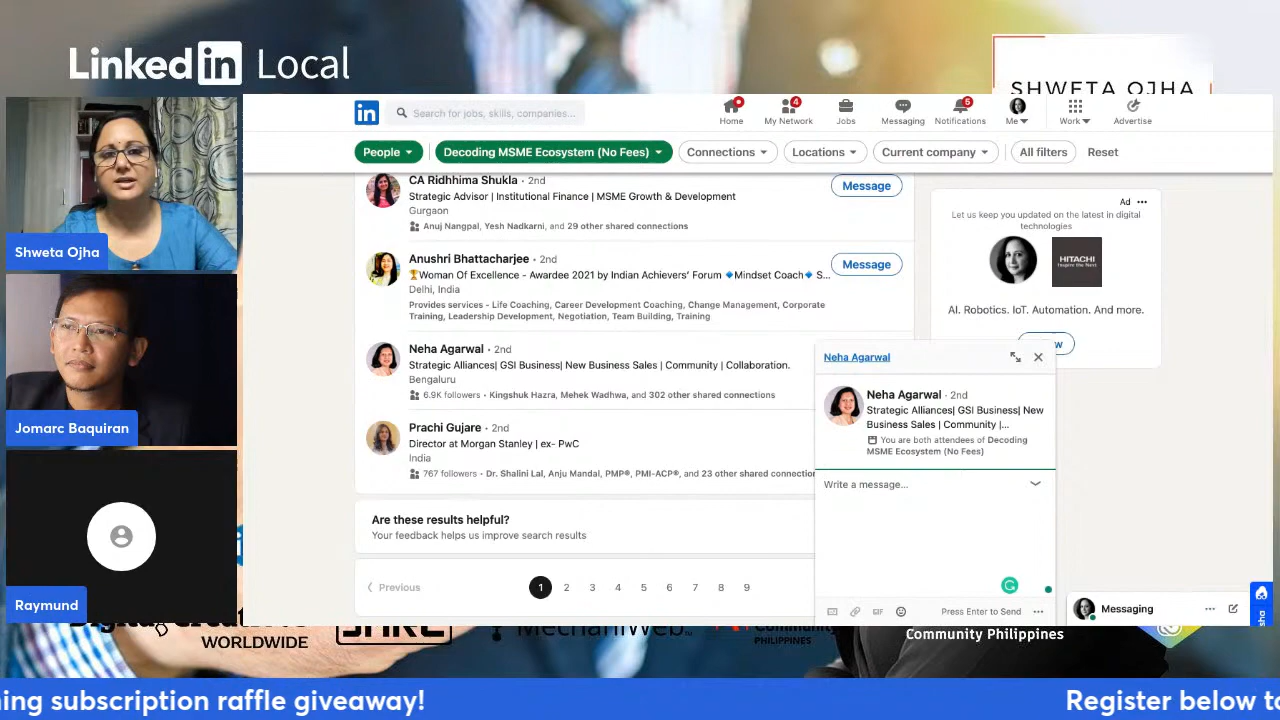 Linked in Local
SHWETA OJHA
Shweta Ojha
Jomarc Baquiran
Raymund
in
Search for jobs, skills, companies...
Home
4
My Network
Jobs
Messaging
6
Notifications
Me
Work
Advertise
People
Decoding MSME Ecosystem (No Fees)
Connections
Locations
Current company
All filters
Reset
CA Ridhhima Shukla • 2nd
Message
Strategic Advisor | Institutional Finance | MSME Growth & Development
Gurgaon
Anuj Nangpal, Yesh Nadkarni, and 29 other shared connections
Anushri Bhattacharjee • 2nd
Message
🏆Woman Of Excellence - Awardee 2021 by Indian Achievers' Forum 🔹Mindset Coach🔹 S...
Delhi, India
Provides services - Life Coaching, Career Development Coaching, Change Management, Corporate
Training, Leadership Development, Negotiation, Team Building, Training
Neha Agarwal • 2nd
Strategic Alliances| GSI Business| New Business Sales | Community | Collaboration.
Bengaluru
6.9K followers • Kingshuk Hazra, Mehek Wadhwa, and 302 other shared connections
Prachi Gujare • 2nd
Director at Morgan Stanley | ex- PwC
India
767 followers • Dr. Shalini Lal, Anju Mandal, PMP®, PMI-ACP®, and 23 other shared
Are these results helpful?
Your feedback helps us improve search results
Previous
1 2 3 4 5 6 7 8 9
Ad •••
Let us keep you updated on the latest in digital
technologies
HITACHI
Inspire the Next
AI. Robotics. IoT. Automation. And more.
Neha Agarwal
Neha Agarwal · 2nd
Strategic Alliances| GSI Business| New
Business Sales | Community |...
You are both attendees of Decoding
MSME Ecosystem (No Fees)
Write a message...
GIF
Press Enter to Send
Messaging
WORLDWIDE
MechaniWeb
PHILIPPINES
Community Philippines
ning subscription raffle giveaway!
Register below to